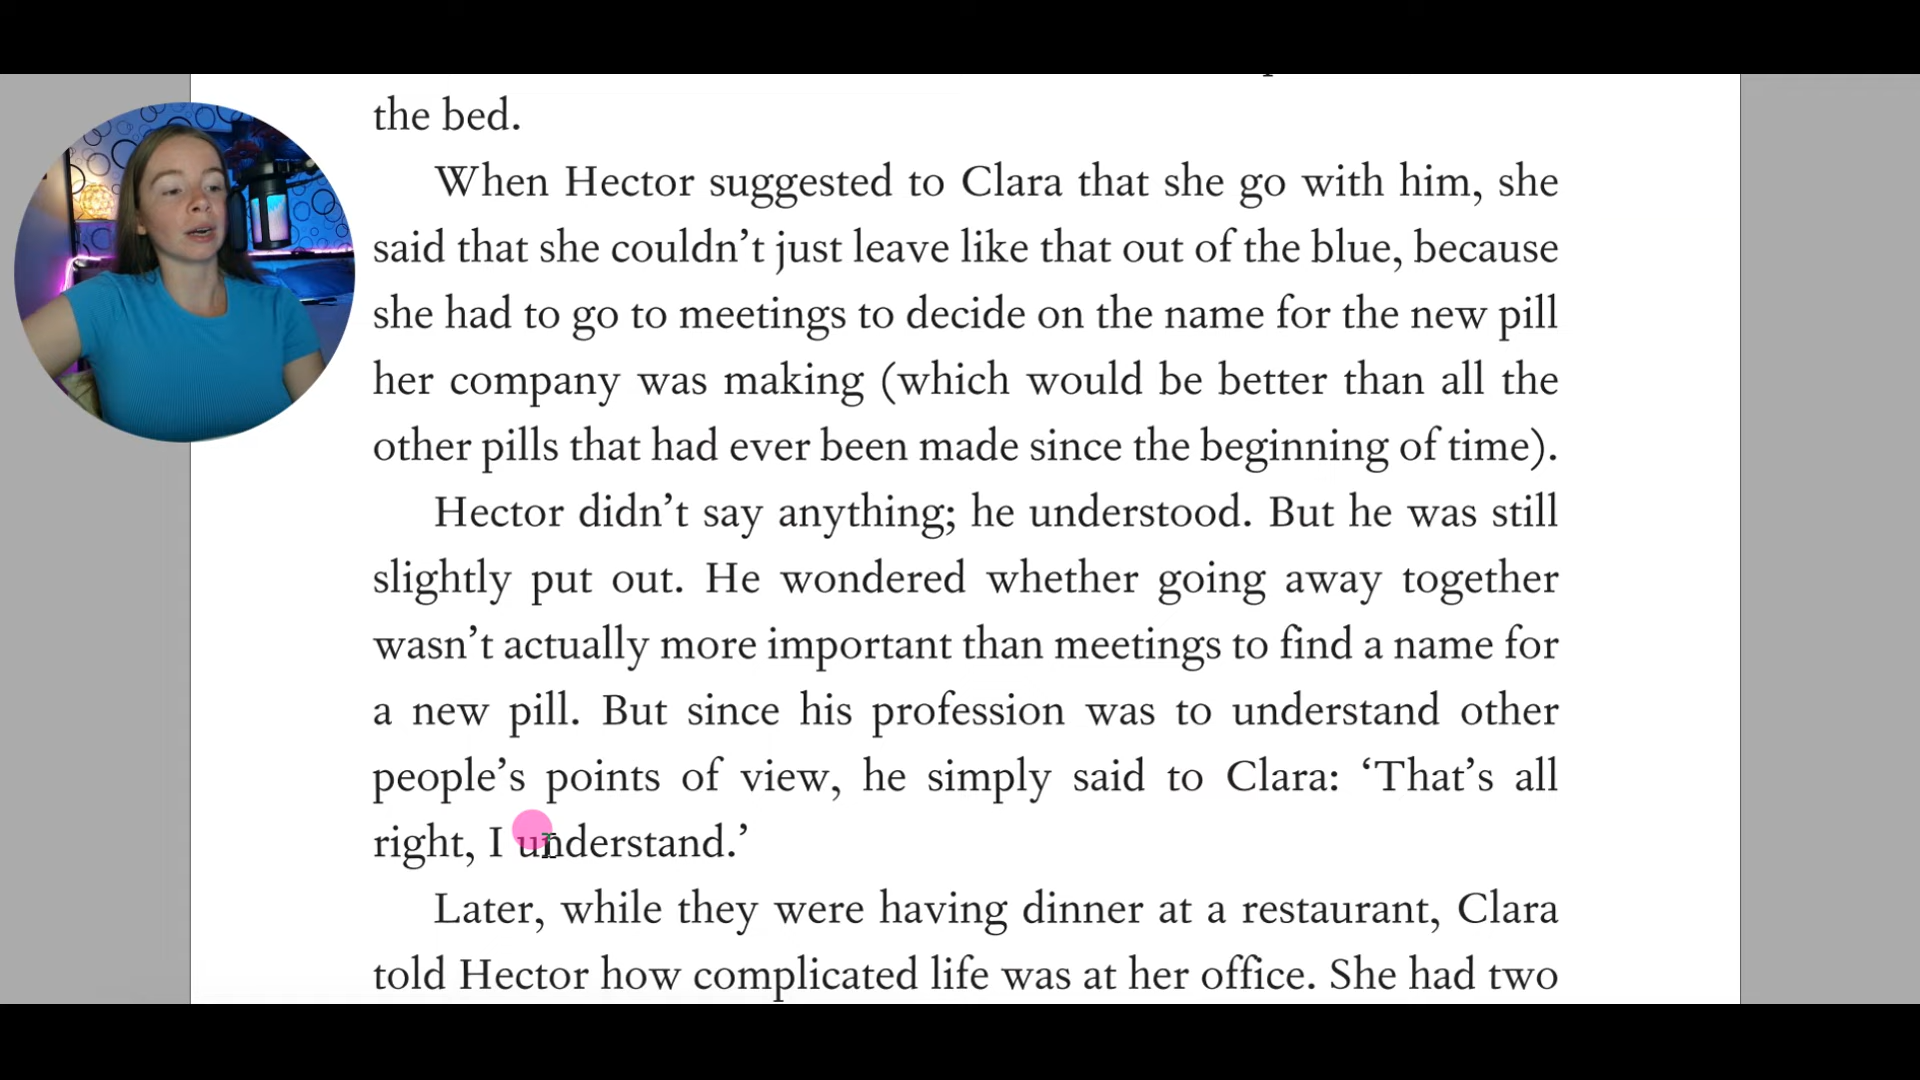 the bed.
When Hector suggested to Clara that she go with him, she
said that she couldn’t just leave like that out of the blue, because
she had to go to meetings to decide on the name for the new pill
her company was making (which would be better than all the
other pills that had ever been made since the beginning of time).
Hector didn’t say anything; he understood. But he was still
slightly put out. He wondered whether going away together
wasn’t actually more important than meetings to find a name for
a new pill. But since his profession was to understand other
people’s points of view, he simply said to Clara: ‘That’s all
right, I understand.’
Later, while they were having dinner at a restaurant, Clara
told Hector how complicated life was at her office. She had two